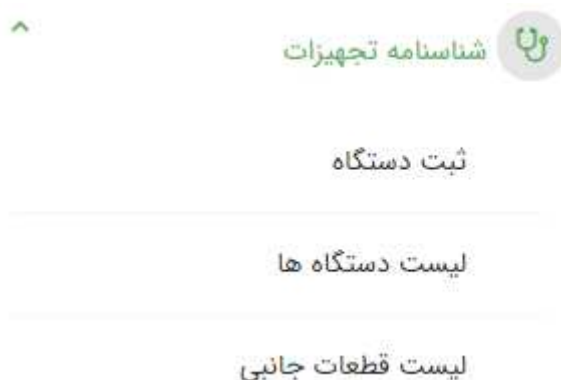 شناسنامه تجهیزات
ثبت دستگاه
لیست دستگاه ها
لیست قطعات جانبی